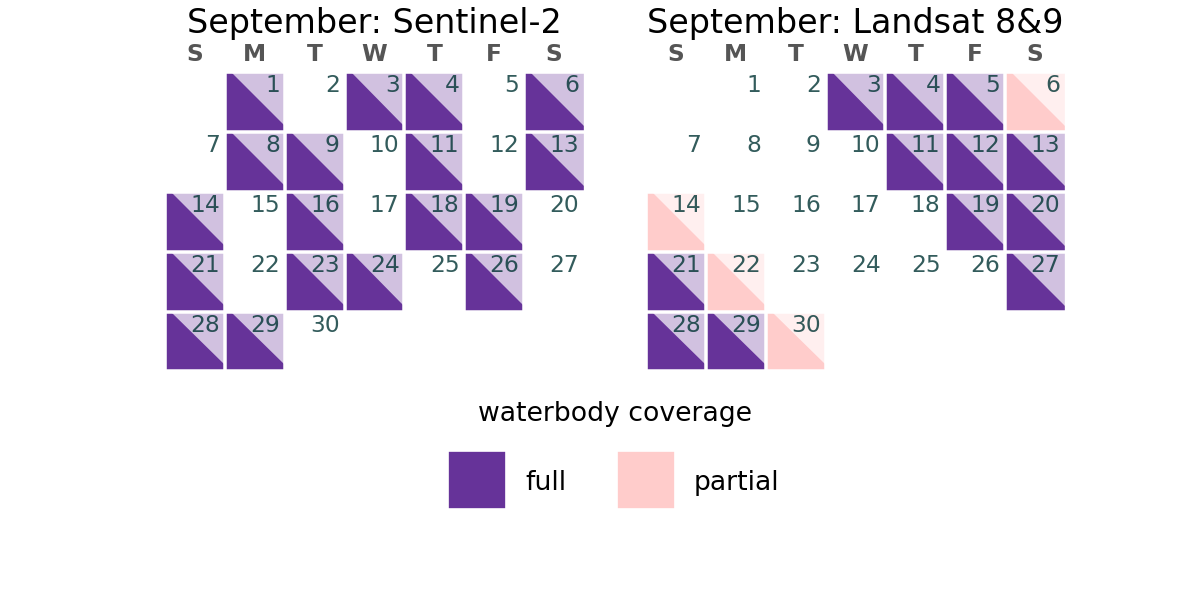 September: Sentinel-2
S M T W T F S
1 2 3 4 5 6
7 8 9 10 11 12 13
14 15 16 17 18 19 20
21 22 23 24 25 26 27
28 29 30
September: Landsat 8&9
S M T W T F S
1 2 3 4 5 6
7 8 9 10 11 12 13
14 15 16 17 18 19 20
21 22 23 24 25 26 27
28 29 30
waterbody coverage
full partial